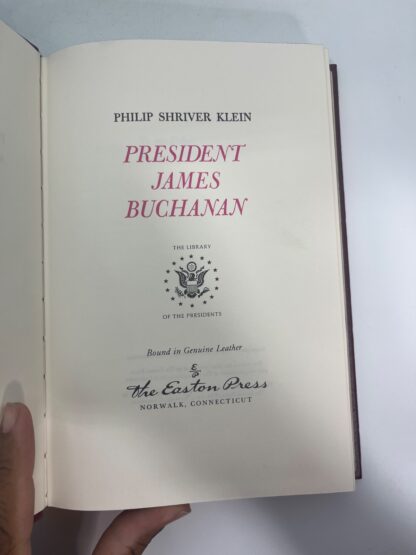 PHILIP SHRIVER KLEIN
PRESIDENT
JAMES
BUCHANAN
THE LIBRARY
OF THE PRESIDENTS
Bound in Genuine Leather
The Easton Press
NORWALK, CONNECTICUT